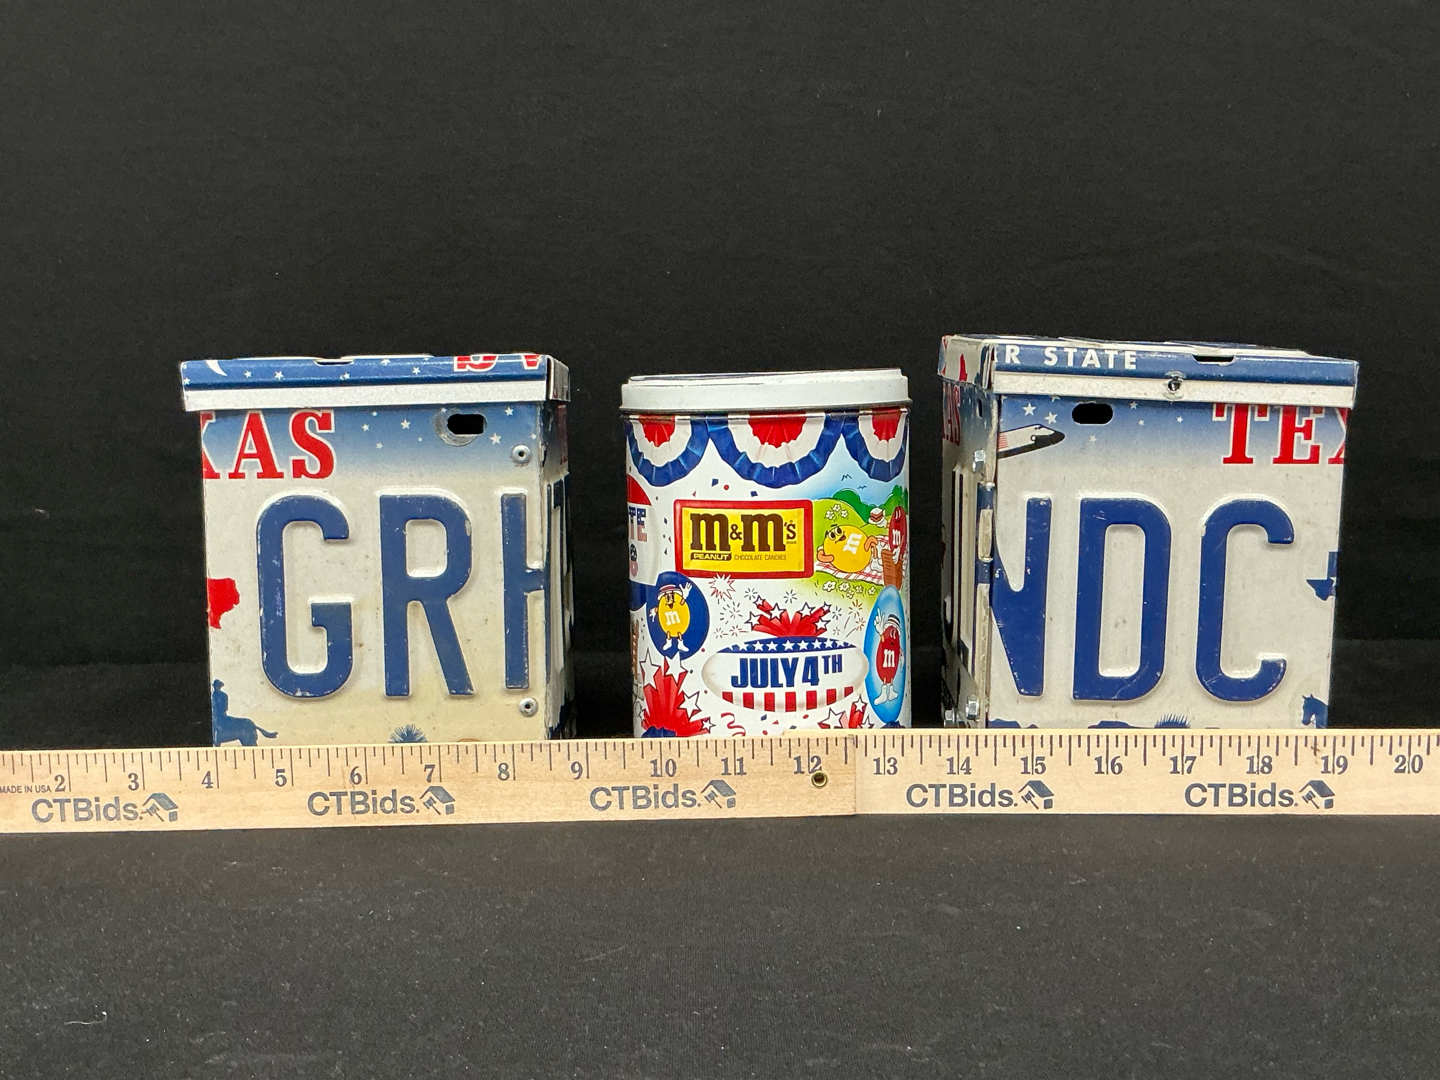 R STATE
XAS
TEX
GR
NDC
m&m's
PEANUT CHOCOLATE CANDIES
m
m
m
JULY 4TH
m
MADE IN USA 2 3 4 5 6 7 8 9 10 11 12 13 14 15 16 17 18 19 20
CTBids. CTBids. CTBids. CTBids. CTBids.